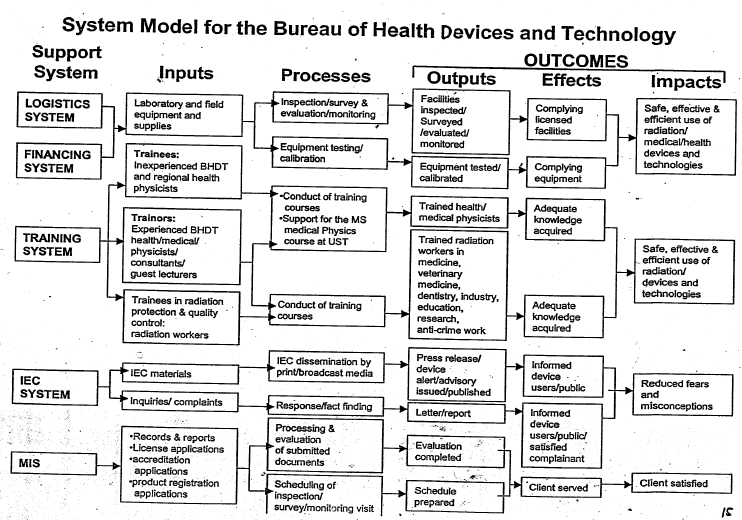 System Model for the Bureau of Health Devices and Technology
Support
System
Inputs
Processes
OUTCOMES
Outputs
Effects
Impacts
LOGISTICS
SYSTEM
FINANCING
SYSTEM
Laboratory and field
equipment and
supplies
Inspection/survey &
evaluation/monitoring
Equipment testing/
calibration
Facilities
inspected/
Surveyed
/evaluated/
monitored
Equipment tested/
calibrated
Complying
licensed
facilities
Complying
equipment
Safe, effective &
efficient use of
radiation/
medical/health
devices and
technologies
TRAINING
SYSTEM
Trainees:
Inexperienced BHDT
and regional health
physicists
Trainors:
Experienced BHDT
health/medical/
physicists/
consultants/
guest lecturers
Trainees in radiation
protection & quality
control:
radiation workers
•Conduct of training
courses
•Support for the MS
medical Physics
course at UST
Conduct of training
courses
Trained health/
medical physicists
Trained radiation
workers in
medicine,
veterinary
medicine,
dentistry, industry,
education,
research,
anti-crime work
Adequate
knowledge
acquired
Adequate
knowledge
acquired
Safe, effective &
efficient use of
radiation/
devices and
technologies
IEC
SYSTEM
IEC materials
Inquiries/ complaints
IEC dissemination by
print/broadcast media
Response/fact finding
Press release/
device
alert/advisory
issued/published
Letter/report
Informed
device
users/public
Informed
device
users/public/
satisfied
complainant
Reduced fears
and
misconceptions
MIS
•Records & reports
•License applications
•accreditation
applications
•product registration
applications
Processing &
evaluation
of submitted
documents
Scheduling of
inspection/
survey/monitoring visit
Evaluation
completed
Schedule
prepared
Client served
Client satisfied
15